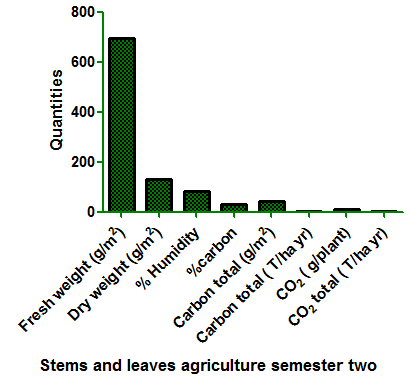 800
600
400
200
0
Quantities
Fresh weight (g/m²)
Dry weight (g/m²)
% Humidity
%carbon
Carbon total (g/m²)
Carbon total ( T/ha yr)
CO₂ ( g/plant)
CO₂ total ( T/ha yr)
Stems and leaves agriculture semester two